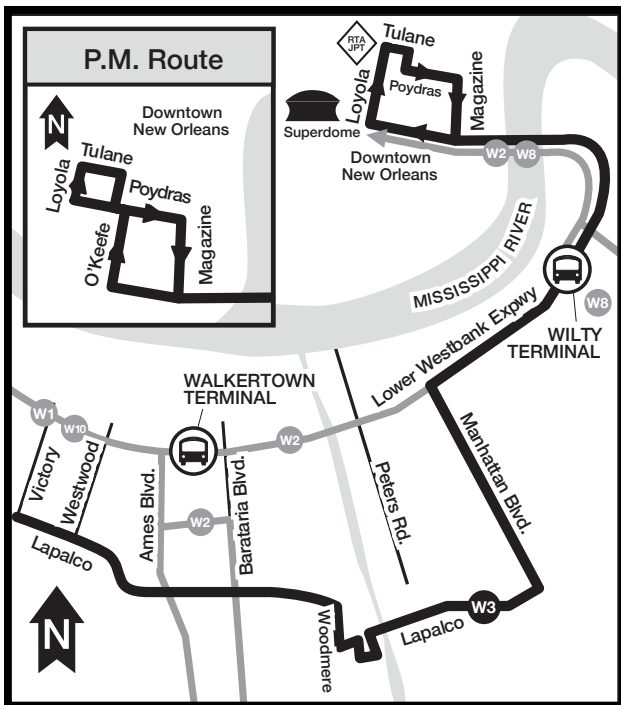 P.M. Route
N
Downtown
New Orleans
Tulane
Loyola
Poydras
O'Keefe
Magazine
RTA
JPT
Tulane
Loyola
Poydras
Magazine
Superdome
Downtown
New Orleans
W2
W8
MISSISSIPPI RIVER
W8
WILTY
TERMINAL
Lower Westbank Expwy
WALKERTOWN
TERMINAL
W1
W10
W2
Victory
Westwood
Ames Blvd.
W2
Barataria Blvd.
Peters Rd.
Manhattan Blvd.
Lapalco
N
Woodmere
Lapalco
W3